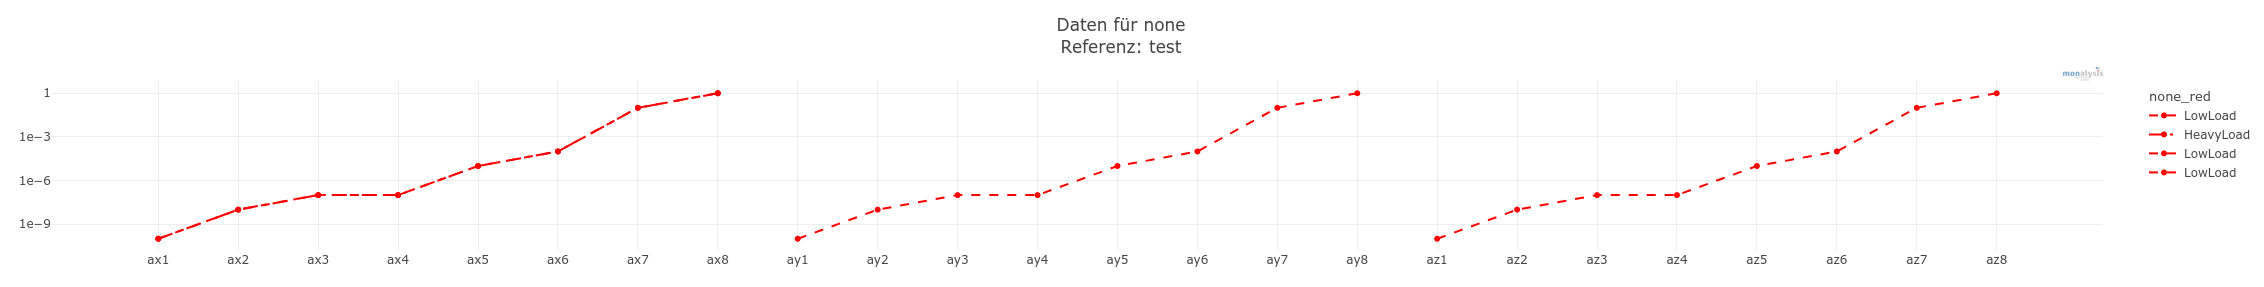 Daten für none
Referenz: test
monalysis
none_red
LowLoad
HeavyLoad
LowLoad
LowLoad
1
1e−3
1e−6
1e−9
ax1 ax2 ax3 ax4 ax5 ax6 ax7 ax8 ay1 ay2 ay3 ay4 ay5 ay6 ay7 ay8 az1 az2 az3 az4 az5 az6 az7 az8